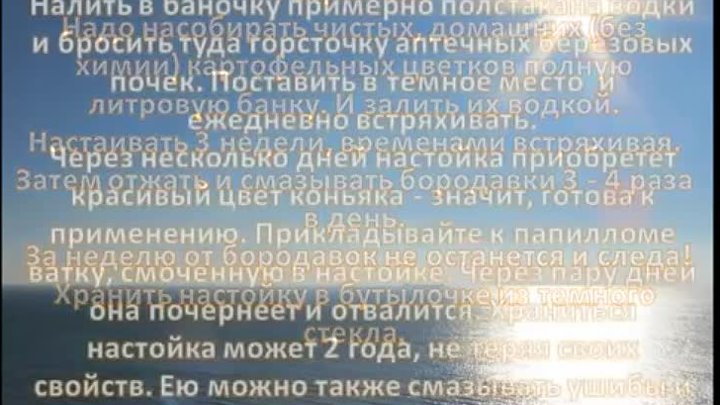 Налить в баночку примерно полстакана водки
и бросить туда горсточку аптечных березовых
почек. Поставить в темное место и
ежедневно встряхивать.
Через несколько дней настойка приобретет
красивый цвет коньяка - значит, готова к
применению. Прикладывайте к папилломе
ватку, смоченную в настойке. Через пару дней
она почернеет и отвалится. Храниться
настойка может 2 года, не теряя своих
свойств. Ею можно также смазывать ушибы и
Надо насобирать чистых, домашних (без
химии) картофельных цветков полную
литровую банку. И залить их водкой.
Настаивать 3 недели, временами встряхивая.
Затем отжать и смазывать бородавки 3 - 4 раза
в день.
За неделю от бородавок не останется и следа!
Хранить настойку в бутылочке из темного
стекла.